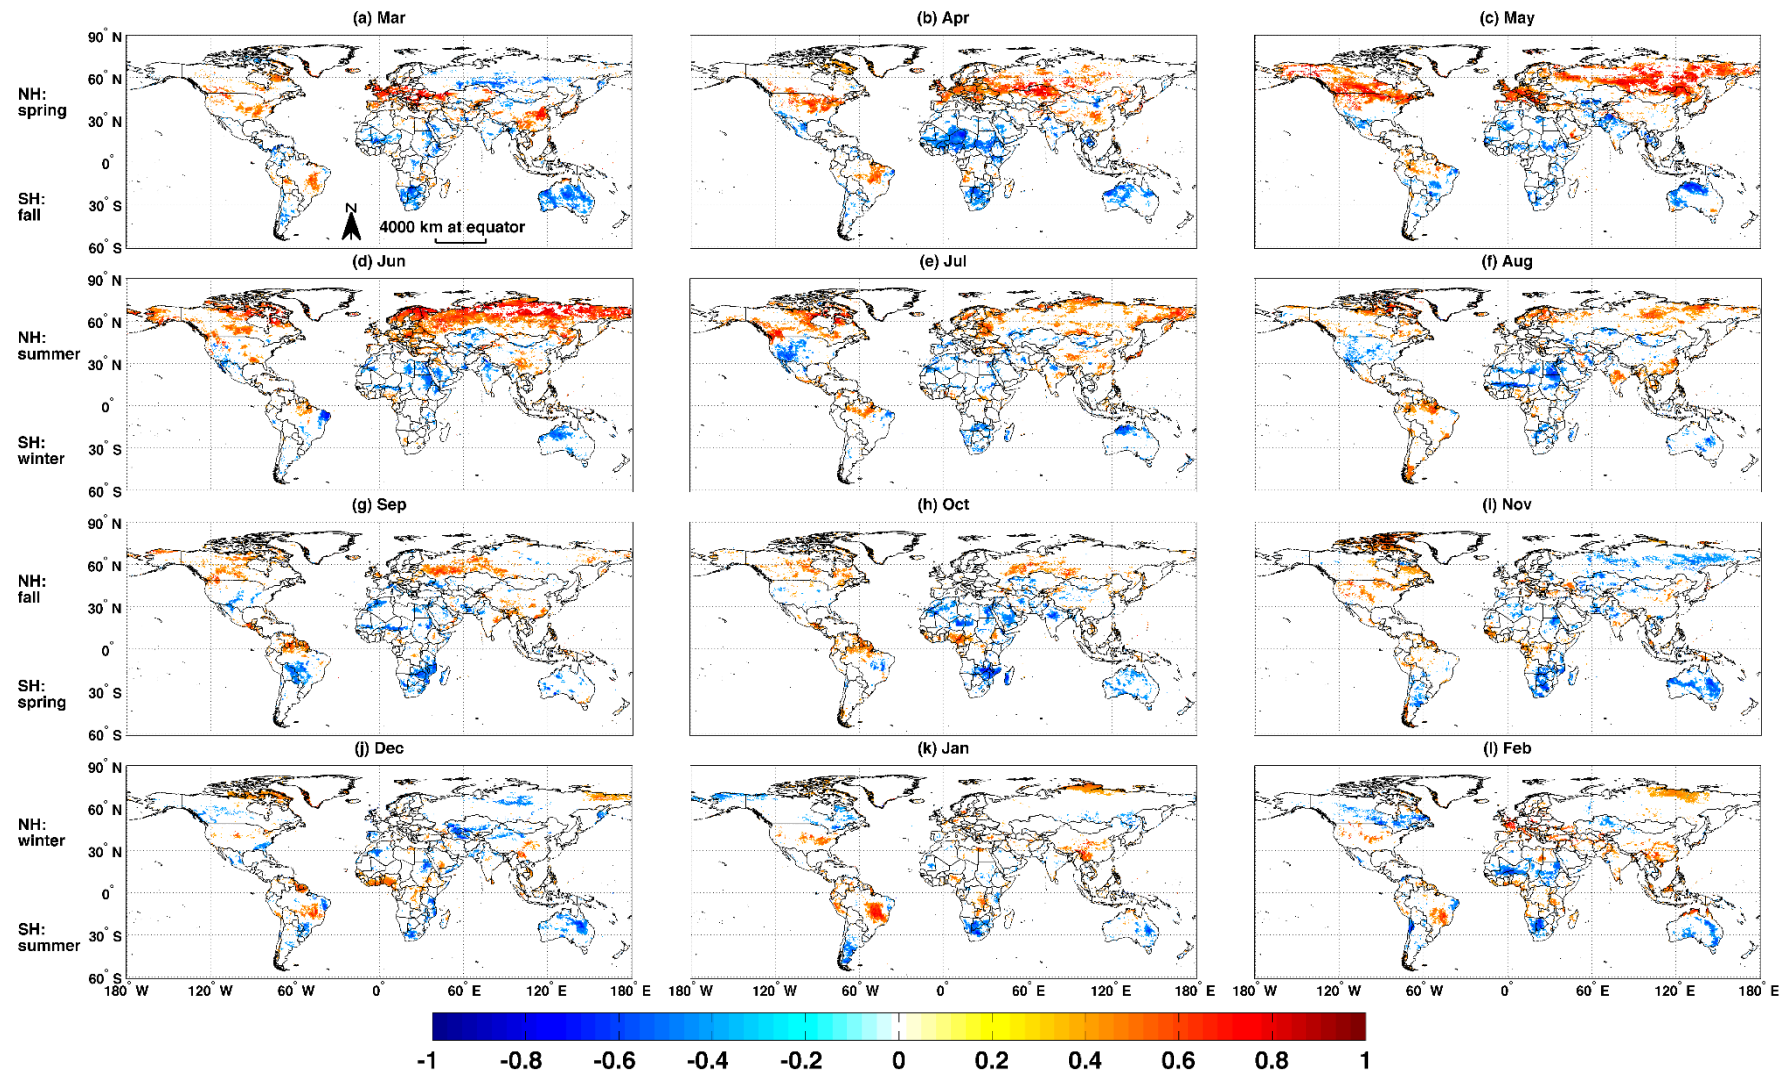 (a) Mar
(b) Apr
(c) May
90° N
60° N
30° N
0°
30° S
60° S
NH:
spring
SH:
fall
N
4000 km at equator
(d) Jun
(e) Jul
(f) Aug
90° N
60° N
30° N
0°
30° S
60° S
NH:
summer
SH:
winter
(g) Sep
(h) Oct
(i) Nov
90° N
60° N
30° N
0°
30° S
60° S
NH:
fall
SH:
spring
(j) Dec
(k) Jan
(l) Feb
90° N
60° N
30° N
0°
30° S
60° S
NH:
winter
SH:
summer
180° W 120° W 60° W 0° 60° E 120° E 180° E
180° W 120° W 60° W 0° 60° E 120° E 180° E
180° W 120° W 60° W 0° 60° E 120° E 180° E
-1 -0.8 -0.6 -0.4 -0.2 0 0.2 0.4 0.6 0.8 1